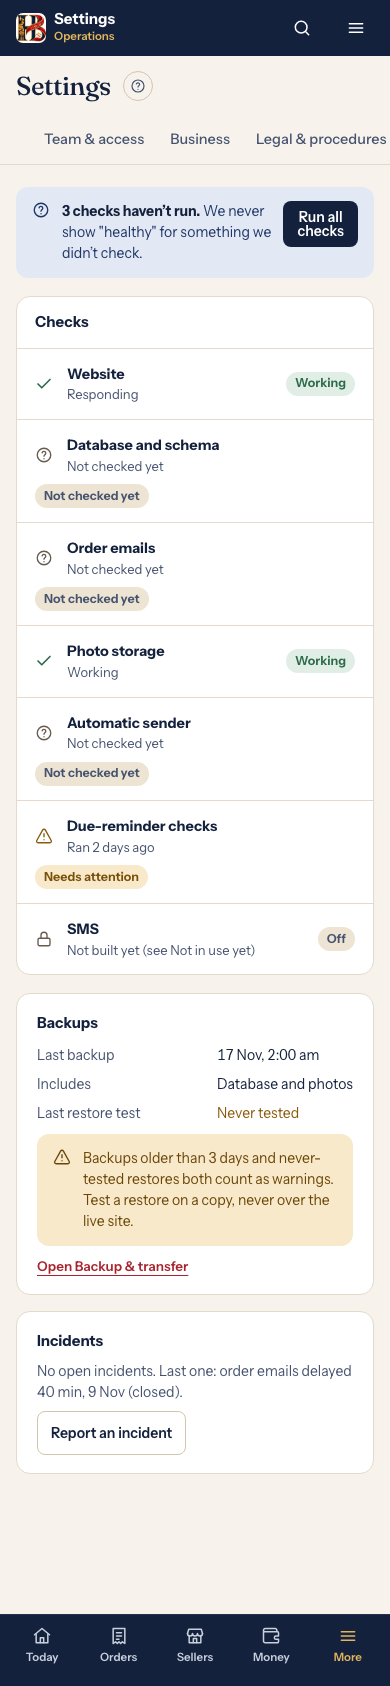 Settings
Operations
Settings
Team & access Business Legal & procedures
3 checks haven't run. We never
show "healthy" for something we
didn't check.
Run all
checks
Checks
Website
Responding
Working
Database and schema
Not checked yet
Not checked yet
Order emails
Not checked yet
Not checked yet
Photo storage
Working
Working
Automatic sender
Not checked yet
Not checked yet
Due-reminder checks
Ran 2 days ago
Needs attention
SMS
Not built yet (see Not in use yet)
Off
Backups
Last backup 17 Nov, 2:00 am
Includes Database and photos
Last restore test Never tested
Backups older than 3 days and never-
tested restores both count as warnings.
Test a restore on a copy, never over the
live site.
Open Backup & transfer
Incidents
No open incidents. Last one: order emails delayed
40 min, 9 Nov (closed).
Report an incident
Today Orders Sellers Money More